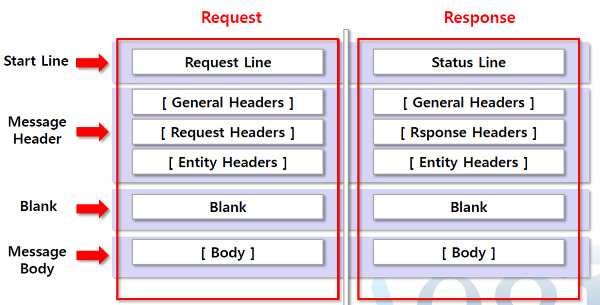 Request Response
Start Line Request Line Status Line
[ General Headers ] [ General Headers ]
Message
Header [ Request Headers ] [ Rsponse Headers ]
[ Entity Headers ] [ Entity Headers ]
Blank Blank Blank
Message
Body [ Body ] [ Body ]